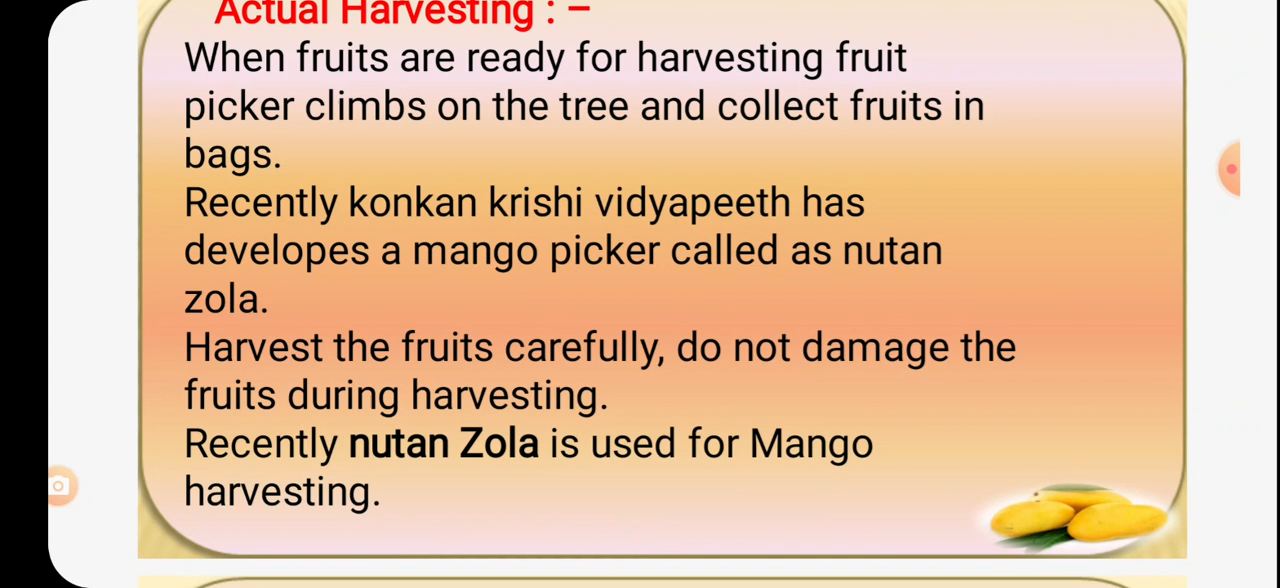 Actual Harvesting : –
When fruits are ready for harvesting fruit
picker climbs on the tree and collect fruits in
bags.
Recently konkan krishi vidyapeeth has
developes a mango picker called as nutan
zola.
Harvest the fruits carefully, do not damage the
fruits during harvesting.
Recently nutan Zola is used for Mango
harvesting.